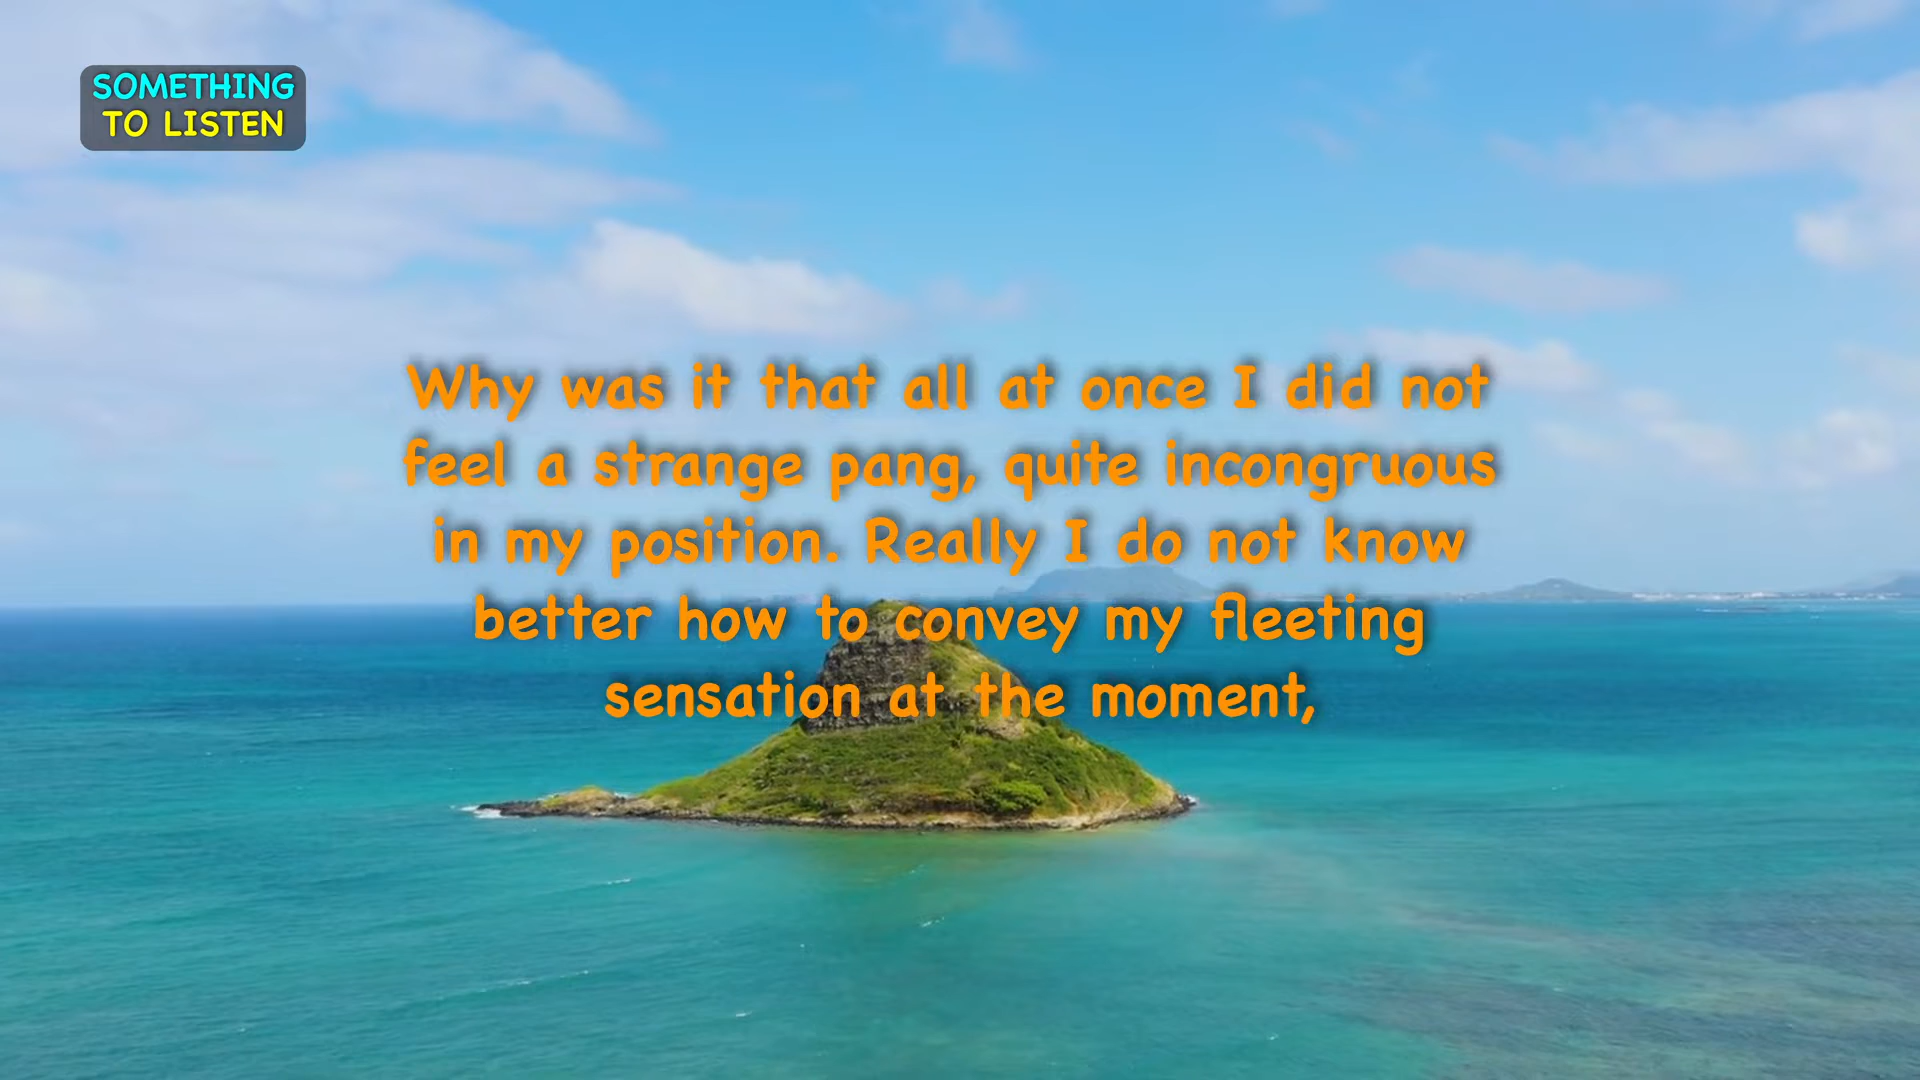 SOMETHING
TO LISTEN
Why was it that all at once I did not
feel a strange pang, quite incongruous
in my position. Really I do not know
better how to convey my fleeting
sensation at the moment,